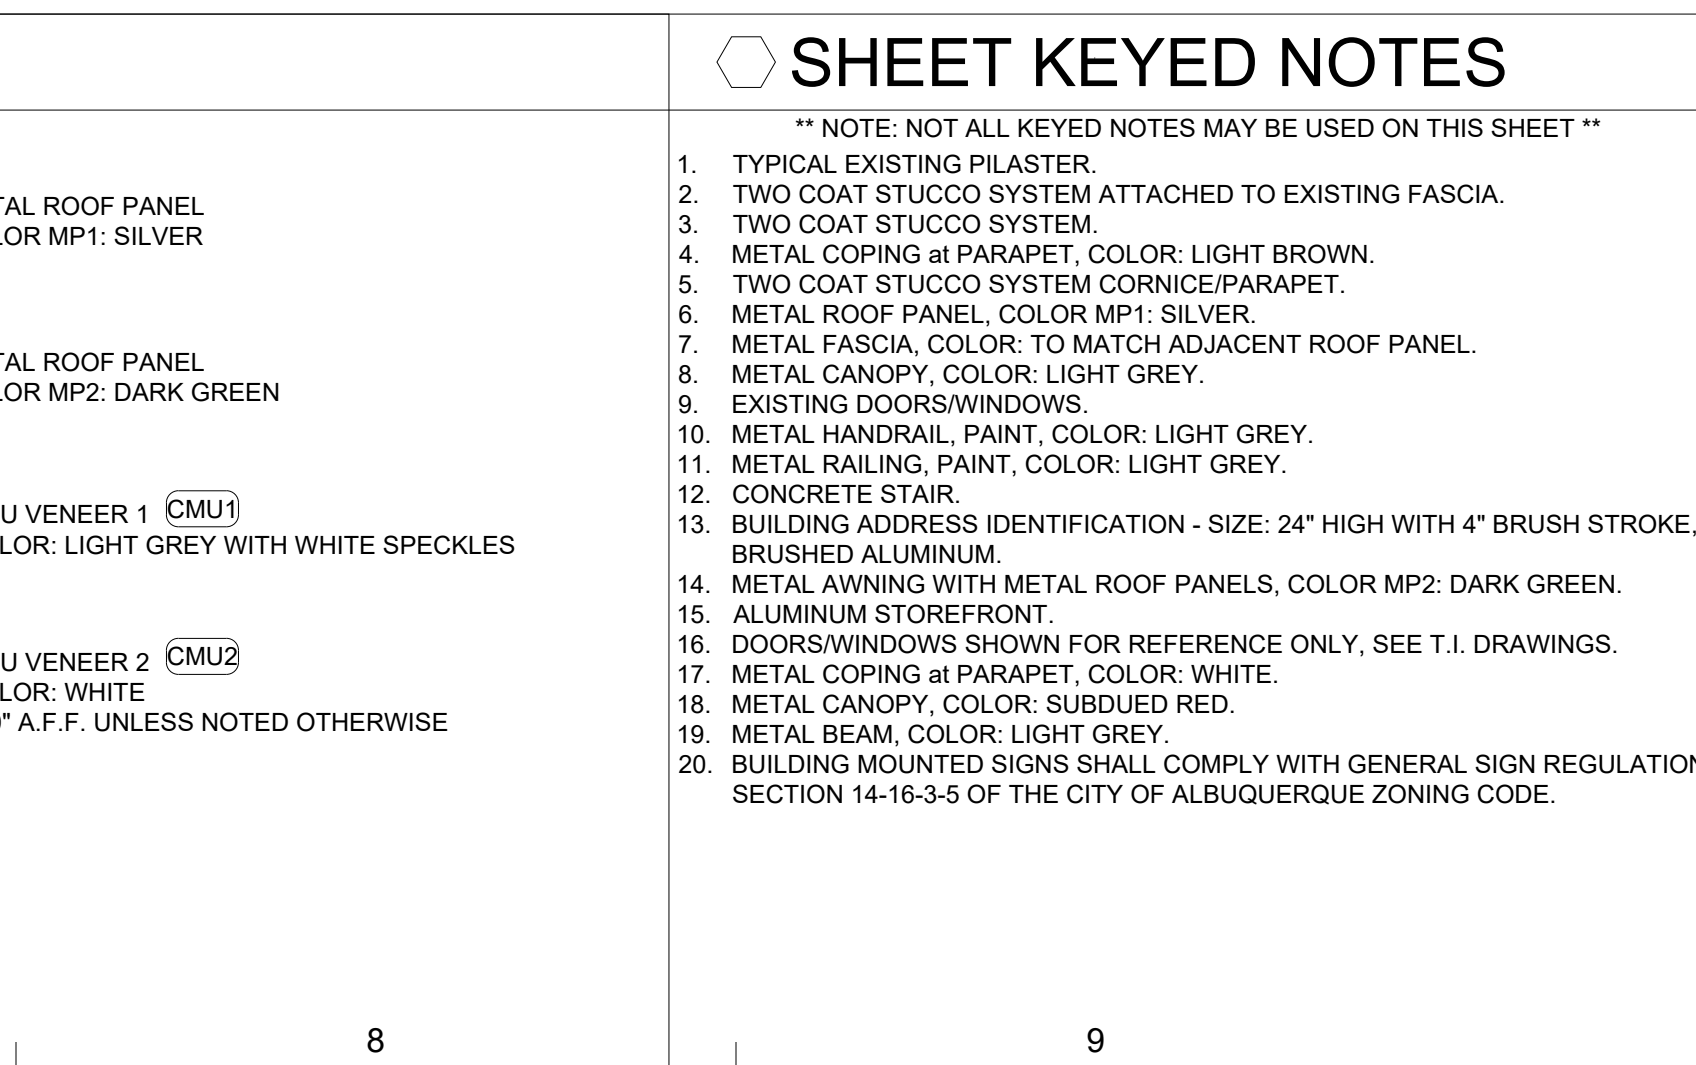 TAL ROOF PANEL
LOR MP1: SILVER
TAL ROOF PANEL
LOR MP2: DARK GREEN
U VENEER 1 CMU1
LOR: LIGHT GREY WITH WHITE SPECKLES
U VENEER 2 CMU2
LOR: WHITE
" A.F.F. UNLESS NOTED OTHERWISE
8
SHEET KEYED NOTES
** NOTE: NOT ALL KEYED NOTES MAY BE USED ON THIS SHEET **
1. TYPICAL EXISTING PILASTER.
2. TWO COAT STUCCO SYSTEM ATTACHED TO EXISTING FASCIA.
3. TWO COAT STUCCO SYSTEM.
4. METAL COPING at PARAPET, COLOR: LIGHT BROWN.
5. TWO COAT STUCCO SYSTEM CORNICE/PARAPET.
6. METAL ROOF PANEL, COLOR MP1: SILVER.
7. METAL FASCIA, COLOR: TO MATCH ADJACENT ROOF PANEL.
8. METAL CANOPY, COLOR: LIGHT GREY.
9. EXISTING DOORS/WINDOWS.
10. METAL HANDRAIL, PAINT, COLOR: LIGHT GREY.
11. METAL RAILING, PAINT, COLOR: LIGHT GREY.
12. CONCRETE STAIR.
13. BUILDING ADDRESS IDENTIFICATION - SIZE: 24" HIGH WITH 4" BRUSH STROKE,
BRUSHED ALUMINUM.
14. METAL AWNING WITH METAL ROOF PANELS, COLOR MP2: DARK GREEN.
15. ALUMINUM STOREFRONT.
16. DOORS/WINDOWS SHOWN FOR REFERENCE ONLY, SEE T.I. DRAWINGS.
17. METAL COPING at PARAPET, COLOR: WHITE.
18. METAL CANOPY, COLOR: SUBDUED RED.
19. METAL BEAM, COLOR: LIGHT GREY.
20. BUILDING MOUNTED SIGNS SHALL COMPLY WITH GENERAL SIGN REGULATION
SECTION 14-16-3-5 OF THE CITY OF ALBUQUERQUE ZONING CODE.
9